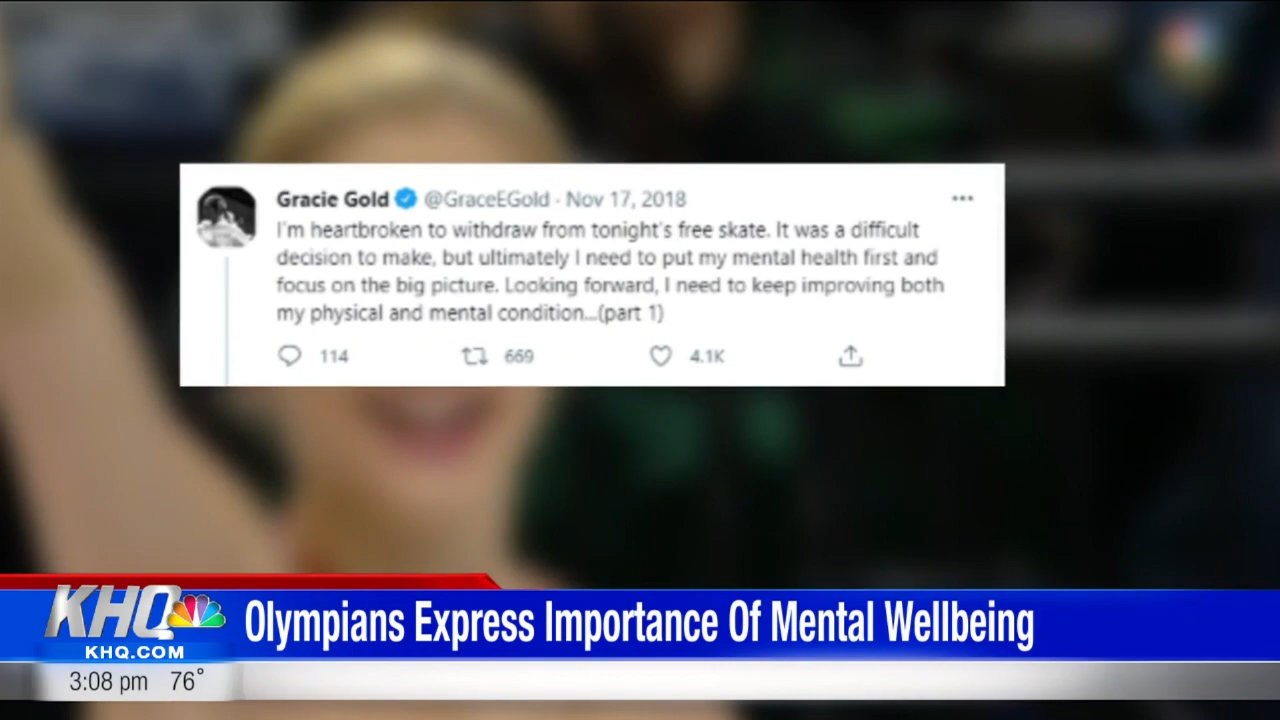 Gracie Gold @GraceEGold · Nov 17, 2018
I'm heartbroken to withdraw from tonight's free skate. It was a difficult
decision to make, but ultimately I need to put my mental health first and
focus on the big picture. Looking forward, I need to keep improving both
my physical and mental condition...(part 1)
114 669 4.1K
KHQ
Olympians Express Importance Of Mental Wellbeing
KHQ.COM
3:08 pm 76°